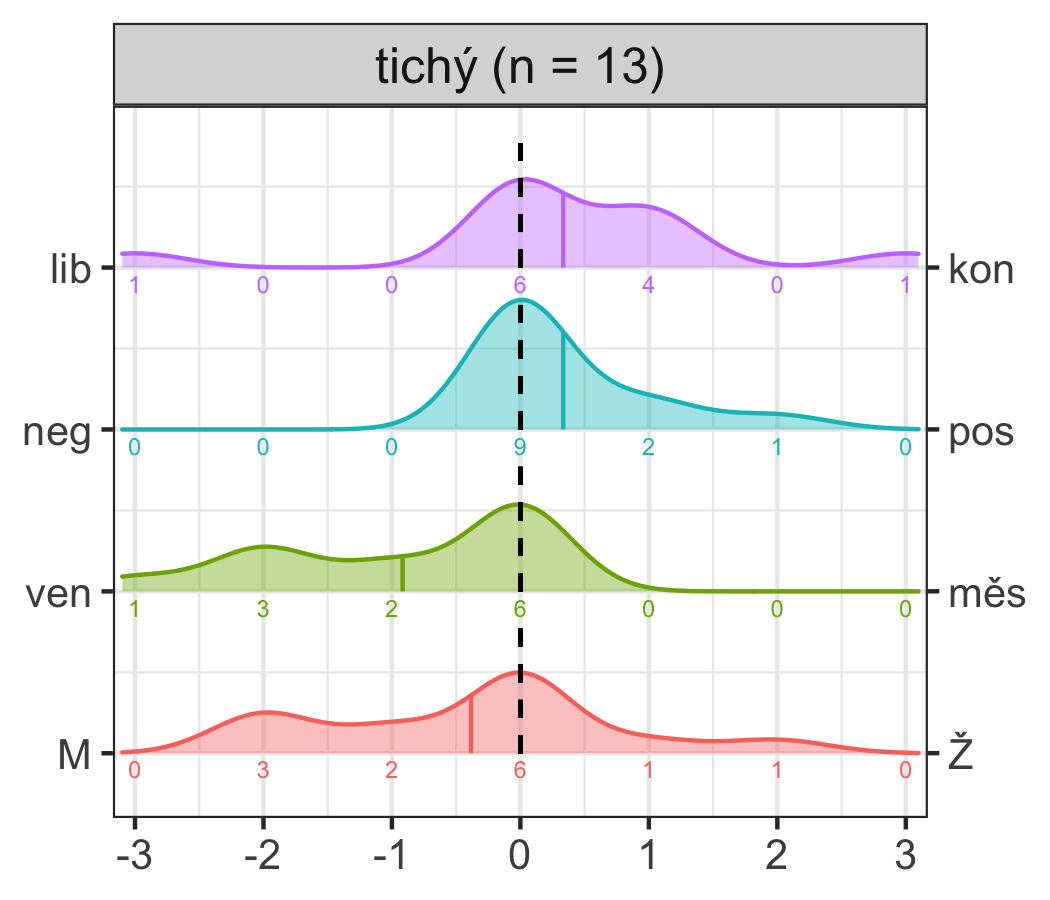 tichý (n = 13)
lib kon
1 0 0 6 4 0 1
neg pos
0 0 0 9 2 1 0
ven měs
1 3 2 6 0 0 0
M Ž
0 3 2 6 1 1 0
-3 -2 -1 0 1 2 3